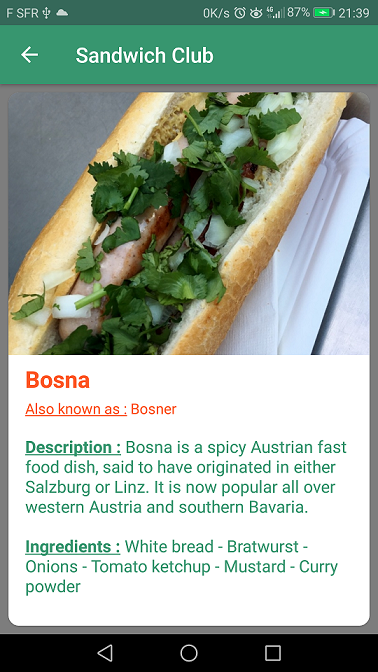 F SFR 0K/s 4G 87% 21:39
Sandwich Club
Bosna
Also known as : Bosner
Description : Bosna is a spicy Austrian fast
food dish, said to have originated in either
Salzburg or Linz. It is now popular all over
western Austria and southern Bavaria.
Ingredients : White bread - Bratwurst -
Onions - Tomato ketchup - Mustard - Curry
powder